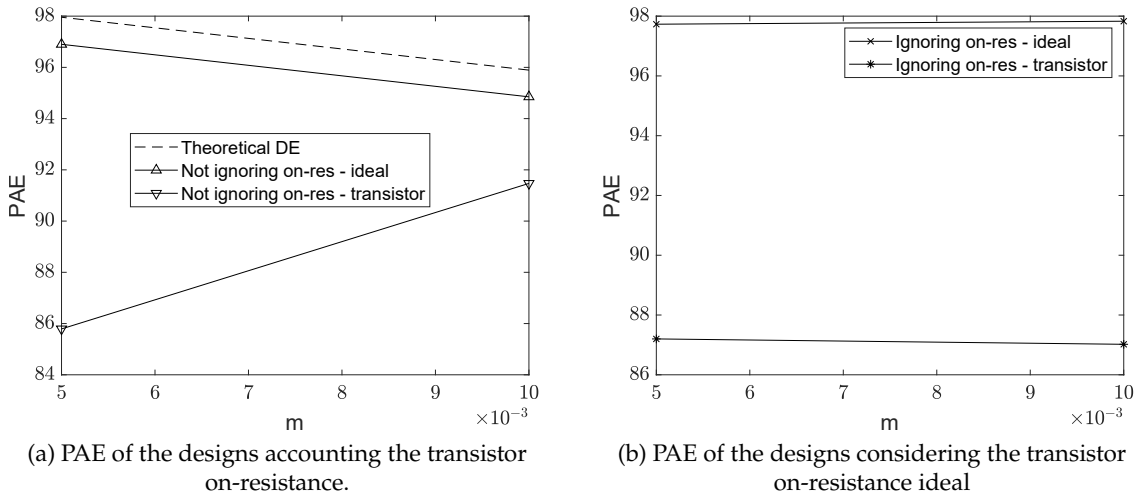 98
96
94
92
90
88
86
84
PAE
Theoretical DE
Not ignoring on-res - ideal
Not ignoring on-res - transistor
5 6 7 8 9 10
×10⁻³
m
(a) PAE of the designs accounting the transistor
on-resistance.
98
96
94
92
90
88
86
PAE
Ignoring on-res - ideal
Ignoring on-res - transistor
5 6 7 8 9 10
×10⁻³
m
(b) PAE of the designs considering the transistor
on-resistance ideal